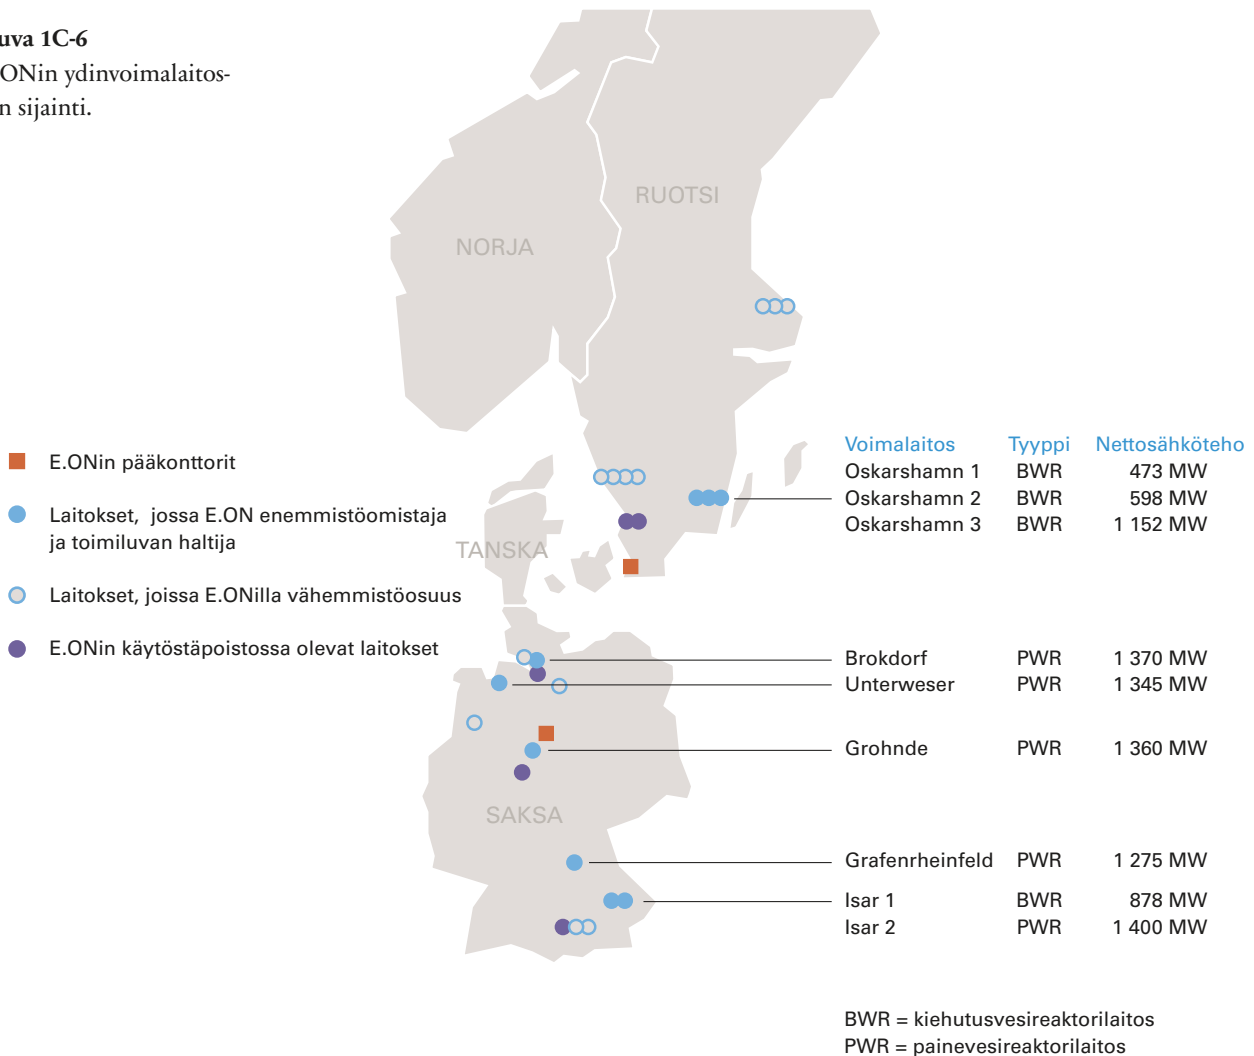 uva 1C-6
ONin ydinvoimalaitos-
n sijainti.
RUOTSI
NORJA
TANSKA
SAKSA
E.ONin pääkonttorit
Laitokset, jossa E.ON enemmistöomistaja
ja toimiluvan haltija
Laitokset, joissa E.ONilla vähemmistöosuus
E.ONin käytöstäpoistossa olevat laitokset
Voimalaitos Tyyppi Nettosähköteho
Oskarshamn 1 BWR 473 MW
Oskarshamn 2 BWR 598 MW
Oskarshamn 3 BWR 1 152 MW
Brokdorf PWR 1 370 MW
Unterweser PWR 1 345 MW
Grohnde PWR 1 360 MW
Grafenrheinfeld PWR 1 275 MW
Isar 1 BWR 878 MW
Isar 2 PWR 1 400 MW
BWR = kiehutusvesireaktorilaitos
PWR = painevesireaktorilaitos